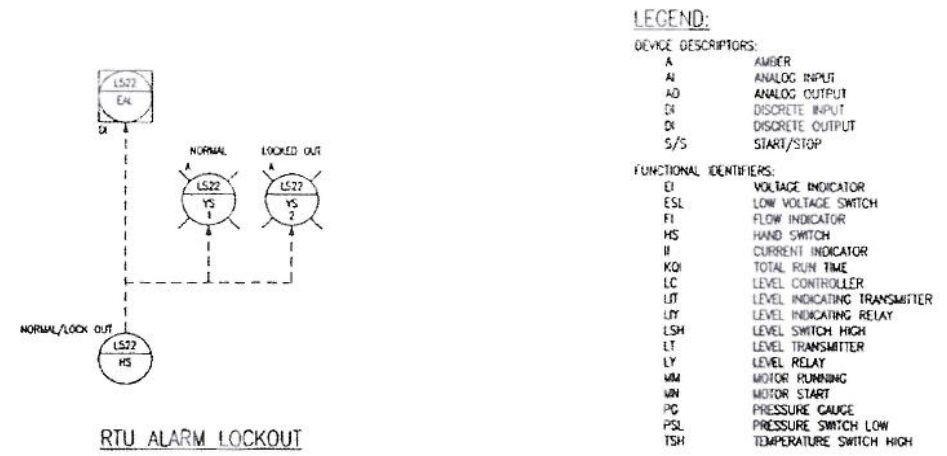 LEGEND:
DEVICE DESCRIPTORS:
A AMBER
AI ANALOG INPUT
AO ANALOG OUTPUT
DI DISCRETE INPUT
DI DISCRETE OUTPUT
S/S START/STOP
FUNCTIONAL IDENTIFIERS:
EI VOLTAGE INDICATOR
ESL LOW VOLTAGE SWITCH
FI FLOW INDICATOR
HS HAND SWITCH
II CURRENT INDICATOR
KQI TOTAL RUN TIME
LC LEVEL CONTROLLER
LIT LEVEL INDICATING TRANSMITTER
LIY LEVEL INDICATING RELAY
LSH LEVEL SWITCH HIGH
LT LEVEL TRANSMITTER
LY LEVEL RELAY
MM MOTOR RUNNING
MN MOTOR START
PG PRESSURE GAUGE
PSL PRESSURE SWITCH LOW
TSH TEMPERATURE SWITCH HIGH
LS22
EAL
DI
NORMAL
A
LS22
YS
1
LOCKED OUT
A
LS22
YS
2
NORMAL/LOCK OUT
LS22
HS
RTU ALARM LOCKOUT